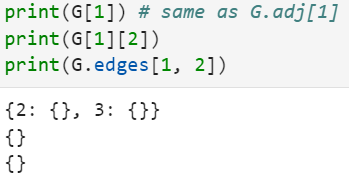 print(G[1]) # same as G.adj[1]
print(G[1][2])
print(G.edges[1, 2])
{2: {}, 3: {}}
{}
{}